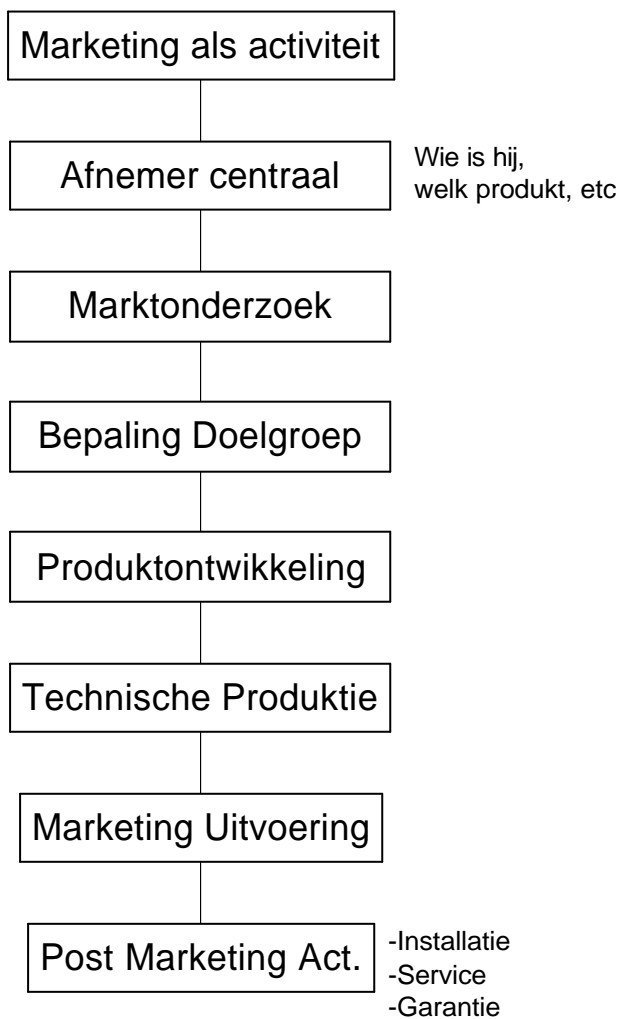 Marketing als activiteit
Afnemer centraal
Wie is hij,
welk produkt, etc
Marktonderzoek
Bepaling Doelgroep
Produktontwikkeling
Technische Produktie
Marketing Uitvoering
Post Marketing Act.
-Installatie
-Service
-Garantie